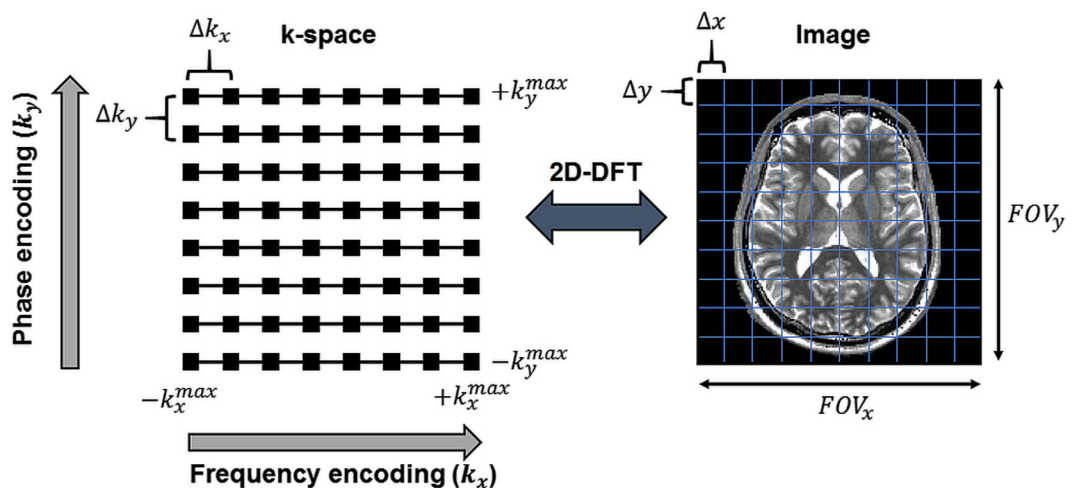 k-space
Image
Δk_x
Δx
Δk_y
Δy
+k_y^{max}
-k_y^{max}
-k_x^{max}
+k_x^{max}
Phase encoding (k_y)
Frequency encoding (k_x)
2D-DFT
FOV_y
FOV_x